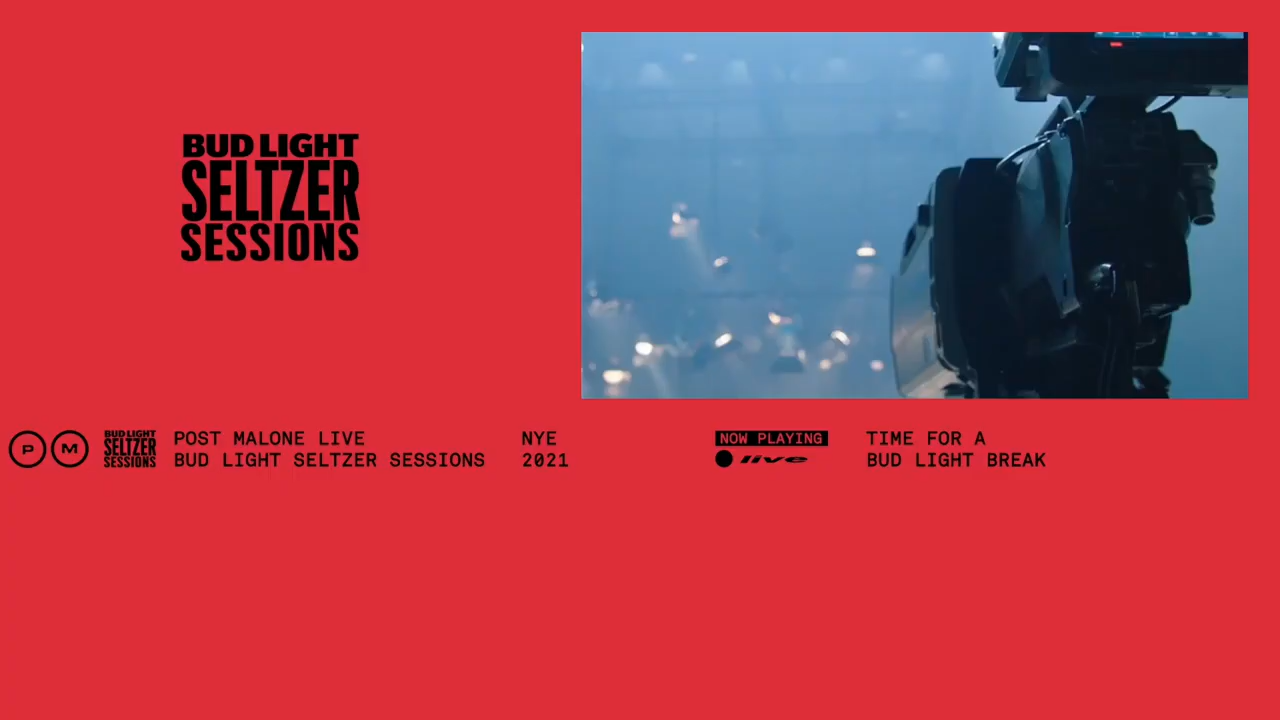 BUD LIGHT
SELTZER
SESSIONS
P M
BUD LIGHT
SELTZER
SESSIONS
POST MALONE LIVE
BUD LIGHT SELTZER SESSIONS
NYE
2021
NOW PLAYING
live
TIME FOR A
BUD LIGHT BREAK